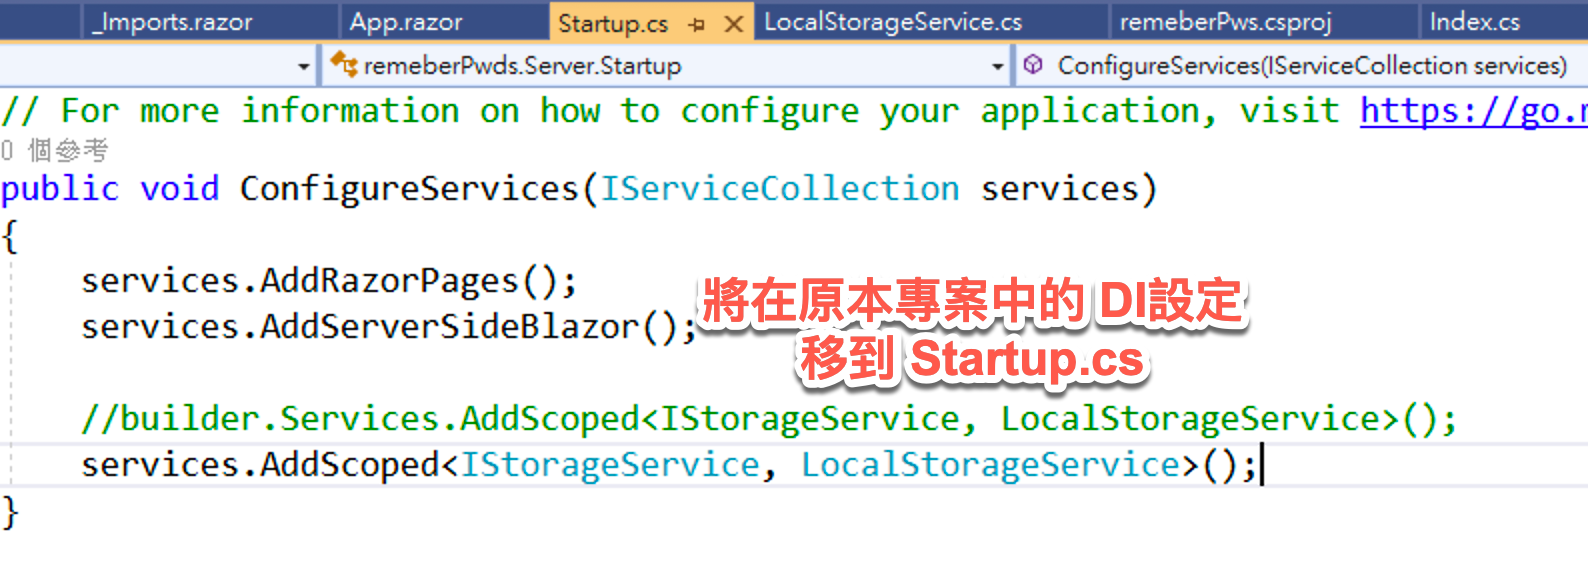 _Imports.razor App.razor Startup.cs LocalStorageService.cs remeberPws.csproj Index.cs
remeberPwds.Server.Startup ConfigureServices(IServiceCollection services)
// For more information on how to configure your application, visit https://go.
0 個參考
public void ConfigureServices(IServiceCollection services)
{
services.AddRazorPages();
services.AddServerSideBlazor();
將在原本專案中的 DI設定
移到 Startup.cs
//builder.Services.AddScoped<IStorageService, LocalStorageService>();
services.AddScoped<IStorageService, LocalStorageService>();
}